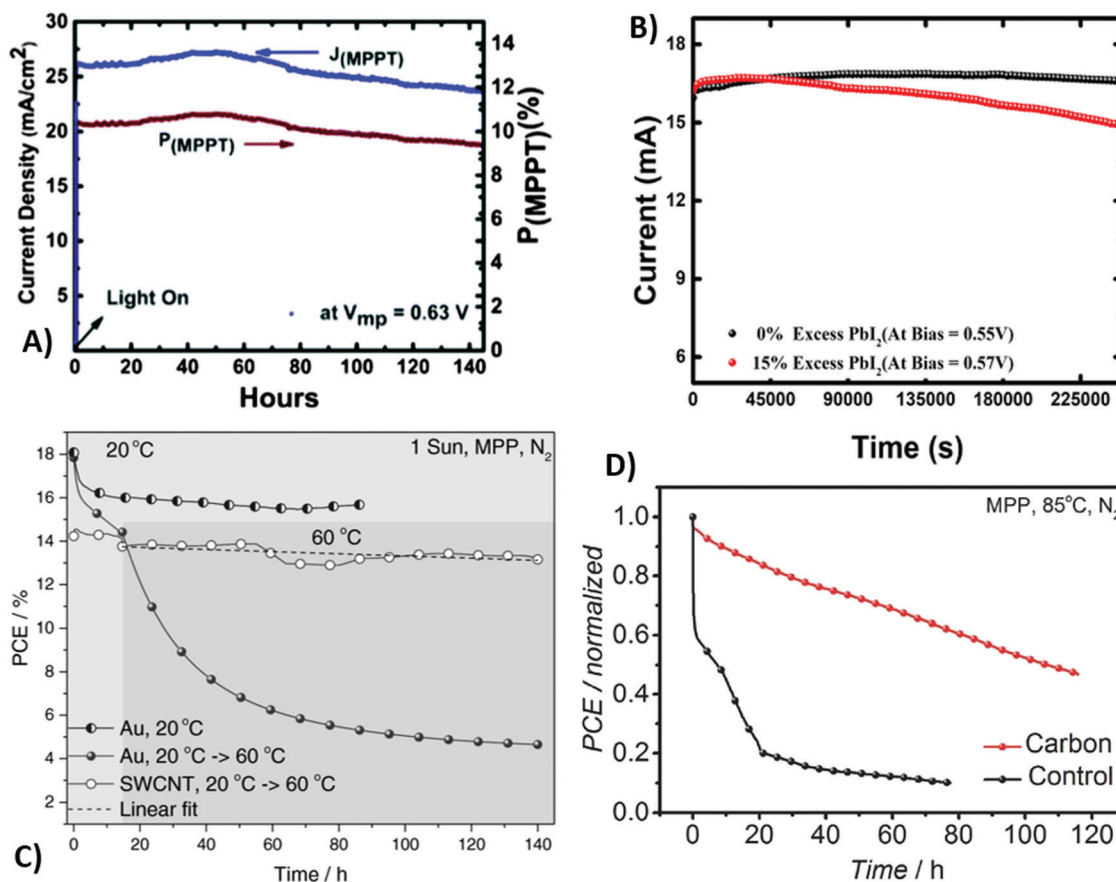 Current Density (mA/cm²)
30
25
20
15
10
5
0
J(MPPT)
P(MPPT)
Light On
at Vmp = 0.63 V
14
12
10
8
6
4
2
0
P(MPPT)(%)
0 20 40 60 80 100 120 140
Hours
A)
B)
Current (mA)
18
15
12
9
6
0% Excess PbI₂(At Bias = 0.55V)
15% Excess PbI₂(At Bias = 0.57V)
0 45000 90000 135000 180000 225000
Time (s)
C)
PCE / %
18
16
14
12
10
8
6
4
2
20 °C
1 Sun, MPP, N₂
60 °C
Au, 20 °C
Au, 20 °C -> 60 °C
SWCNT, 20 °C -> 60 °C
Linear fit
0 20 40 60 80 100 120 140
Time / h
D)
PCE / normalized
1.0
0.8
0.6
0.4
0.2
0.0
MPP, 85°C, N₂
Carbon
Control
0 20 40 60 80 100 120
Time / h